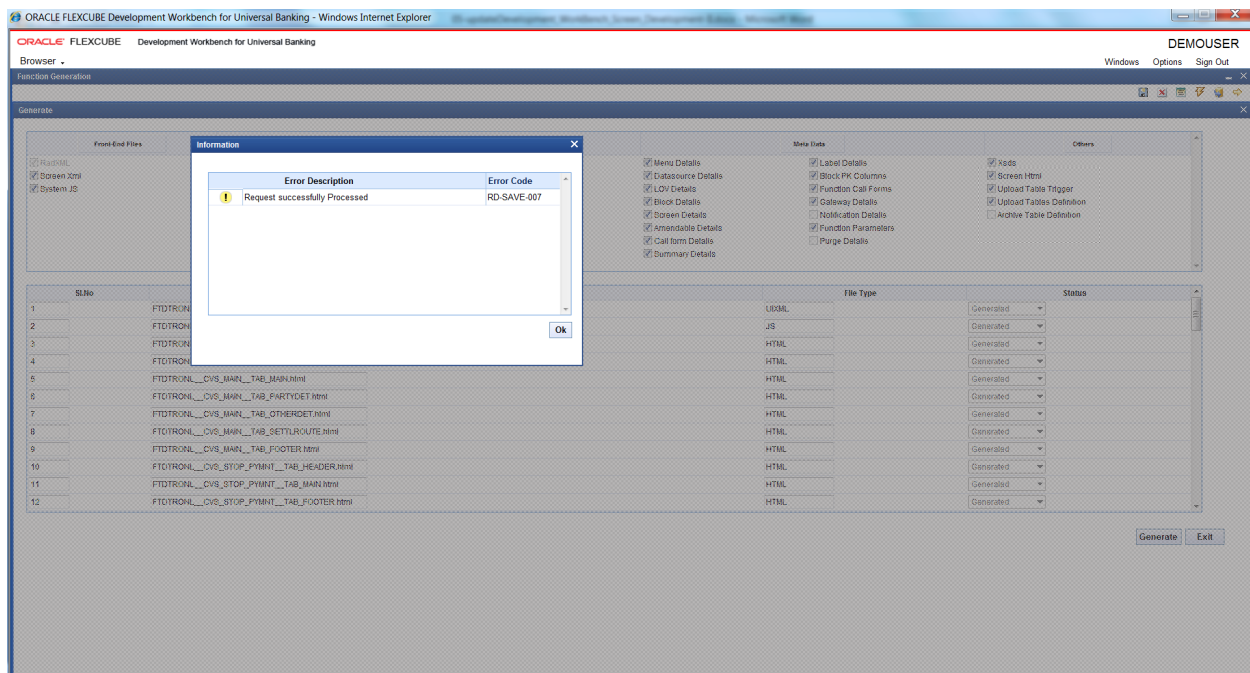 ORACLE FLEXCUBE Development Workbench for Universal Banking - Windows Internet Explorer
ORACLE FLEXCUBE Development Workbench for Universal Banking
DEMOUSER
Browser
Windows Options Sign Out
Function Generation
Generate
Front-End Files Meta Data Others
RadXML Menu Details Label Details Xsds
Screen Xml Datasource Details Block PK Columns Screen Html
System JS LOV Details Function Call Forms Upload Table Trigger
Block Details Gateway Details Upload Tables Definition
Screen Details Notification Details Archive Table Definition
Amendable Details Function Parameters
Call form Details Purge Details
Summary Details
Information
Error Description Error Code
Request successfully Processed RD-SAVE-007
Ok
Sl.No File Type Status
1 FTDTRONL UIXML Generated
2 FTDTRON JS Generated
3 FTDTRON HTML Generated
4 FTDTRON HTML Generated
5 FTDTRONL__CVS_MAIN__TAB_MAIN.html HTML Generated
6 FTDTRONL__CVS_MAIN__TAB_PARTYDET.html HTML Generated
7 FTDTRONL__CVS_MAIN__TAB_OTHERDET.html HTML Generated
8 FTDTRONL__CVS_MAIN__TAB_SETTLROUTE.html HTML Generated
9 FTDTRONL__CVS_MAIN__TAB_FOOTER.html HTML Generated
10 FTDTRONL__CVS_STOP_PYMNT__TAB_HEADER.html HTML Generated
11 FTDTRONL__CVS_STOP_PYMNT__TAB_MAIN.html HTML Generated
12 FTDTRONL__CVS_STOP_PYMNT__TAB_FOOTER.html HTML Generated
Generate Exit